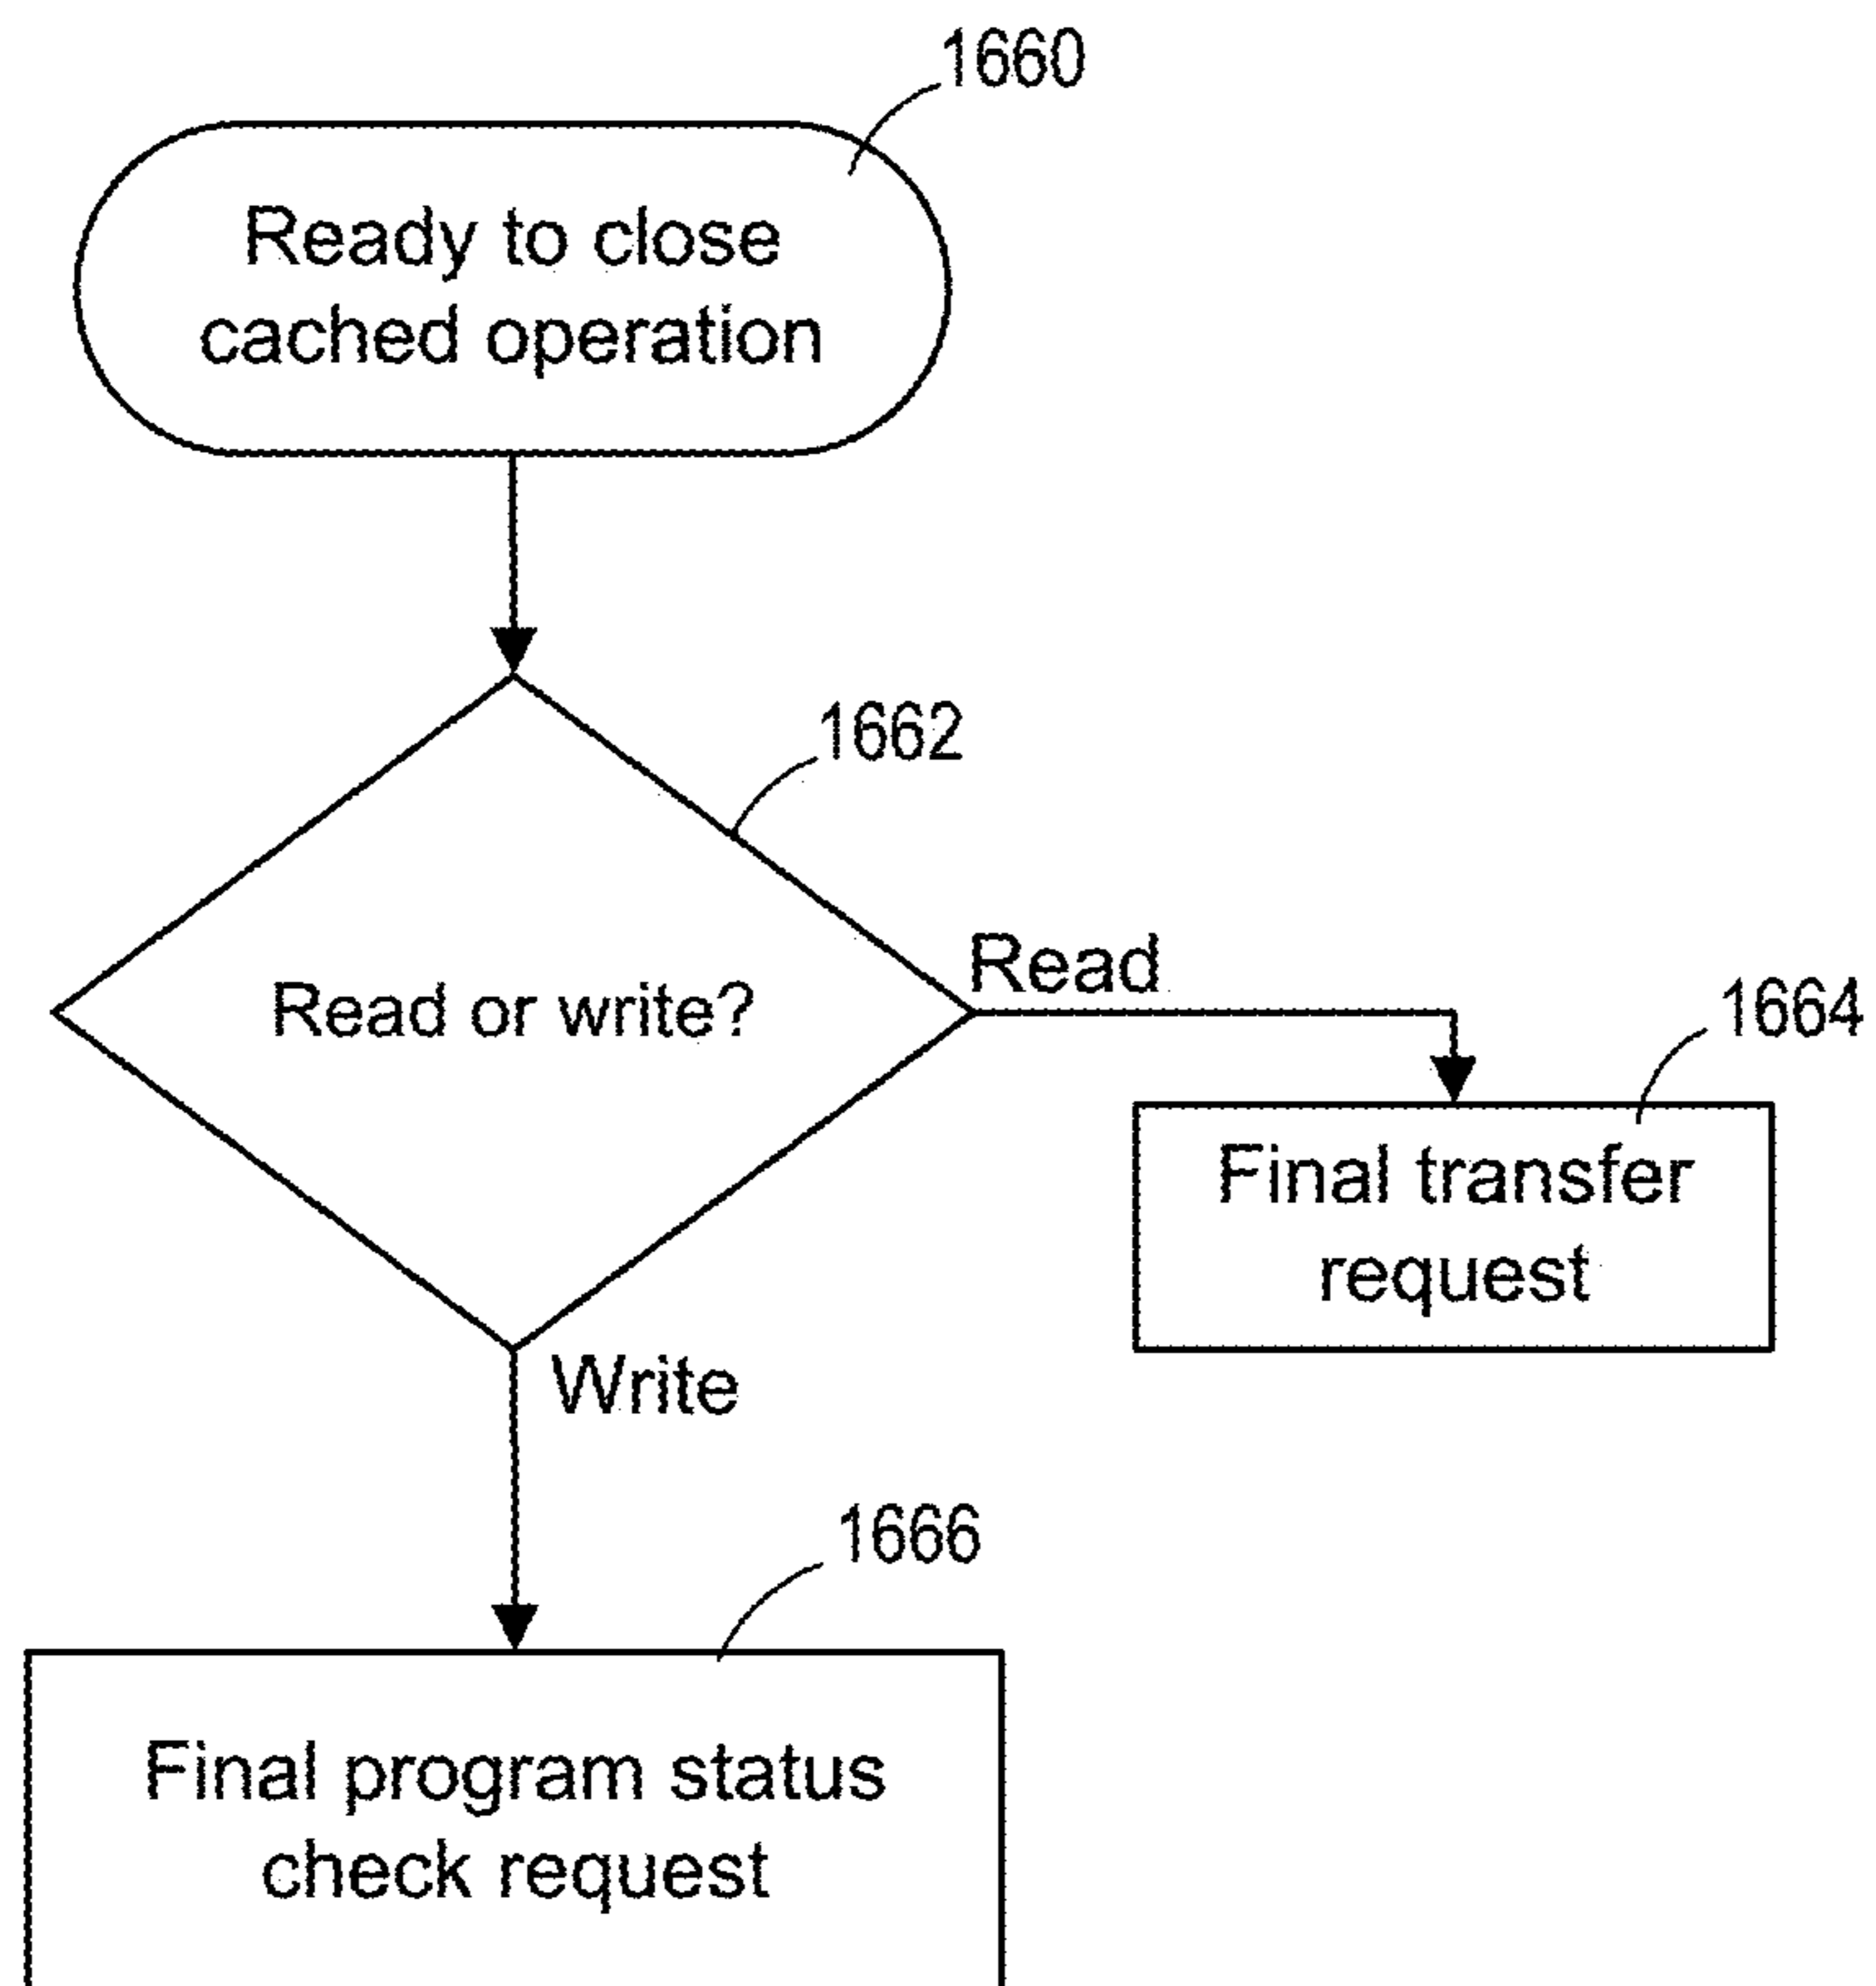 1660
Ready to close
cached operation
1662
Read or write?
Read
1664
Final transfer
request
Write
1666
Final program status
check request